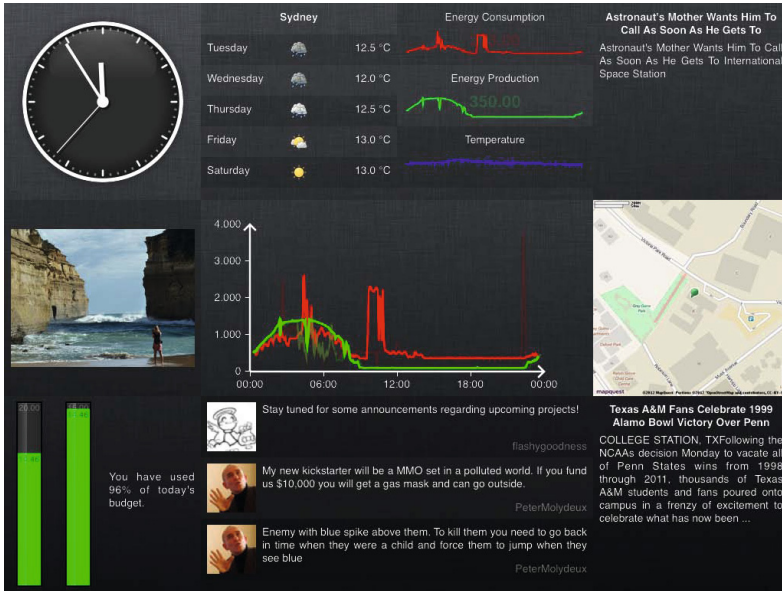 Sydney
Tuesday 12.5 °C
Wednesday 12.0 °C
Thursday 12.5 °C
Friday 13.0 °C
Saturday 13.0 °C
Energy Consumption
Energy Production
350.00
Temperature
Astronaut's Mother Wants Him To
Call As Soon As He Gets To
Astronaut's Mother Wants Him To Call
As Soon As He Gets To International
Space Station
4.000
3.000
2.000
1.000
0
00:00 06:00 12:00 18:00 00:00
Victoria Park Road
mapquest
20.00
You have used
96% of today's
budget.
Stay tuned for some announcements regarding upcoming projects!
flashygoodness
My new kickstarter will be a MMO set in a polluted world. If you fund
us $10,000 you will get a gas mask and can go outside.
PeterMolydeux
Enemy with blue spike above them. To kill them you need to go back
in time when they were a child and force them to jump when they
see blue
PeterMolydeux
Texas A&M Fans Celebrate 1999
Alamo Bowl Victory Over Penn
COLLEGE STATION, TXFollowing the
NCAAs decision Monday to vacate all
of Penn States wins from 1998
through 2011, thousands of Texas
A&M students and fans poured onto
campus in a frenzy of excitement to
celebrate what has now been ...